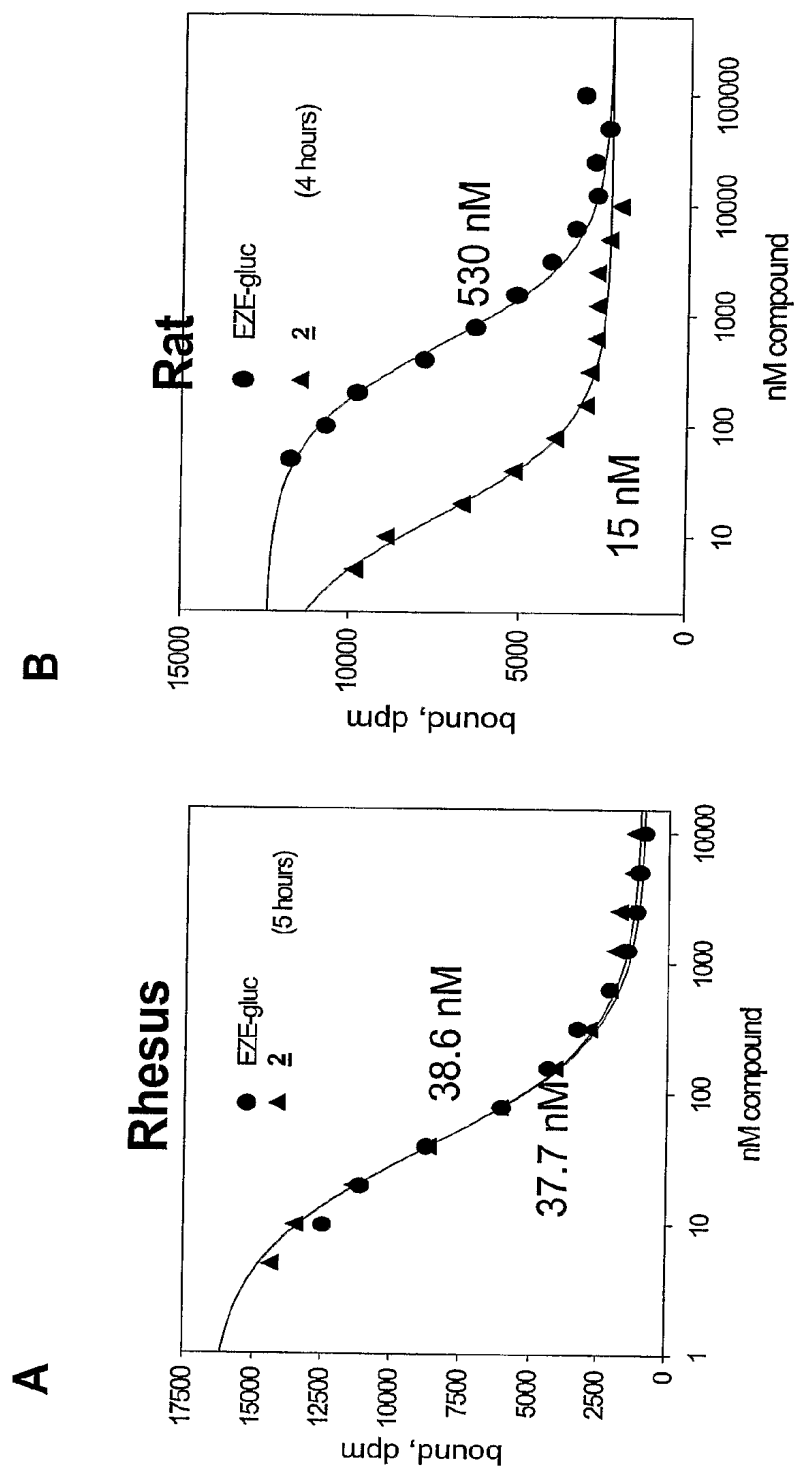 A
Rhesus
EZE-gluc
2
(5 hours)
38.6 nM
37.7 nM
bound, dpm
17500
15000
12500
10000
7500
5000
2500
0
1
10
100
1000
10000
nM compound
B
Rat
EZE-gluc
2
(4 hours)
530 nM
15 nM
bound, dpm
15000
10000
5000
0
10
100
1000
10000
100000
nM compound